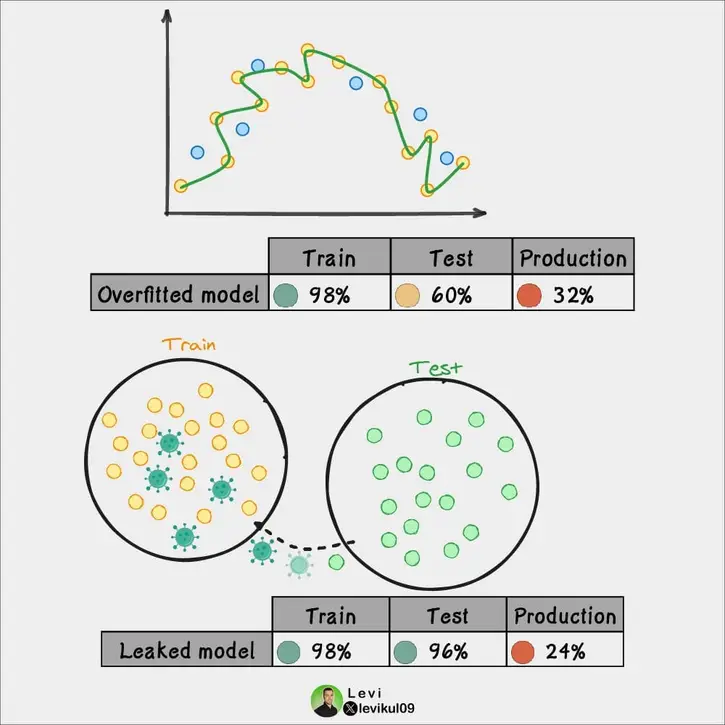 Train Test Production
Overfitted model 98% 60% 32%
Train
Test
Train Test Production
Leaked model 98% 96% 24%
Levi
X levikul09